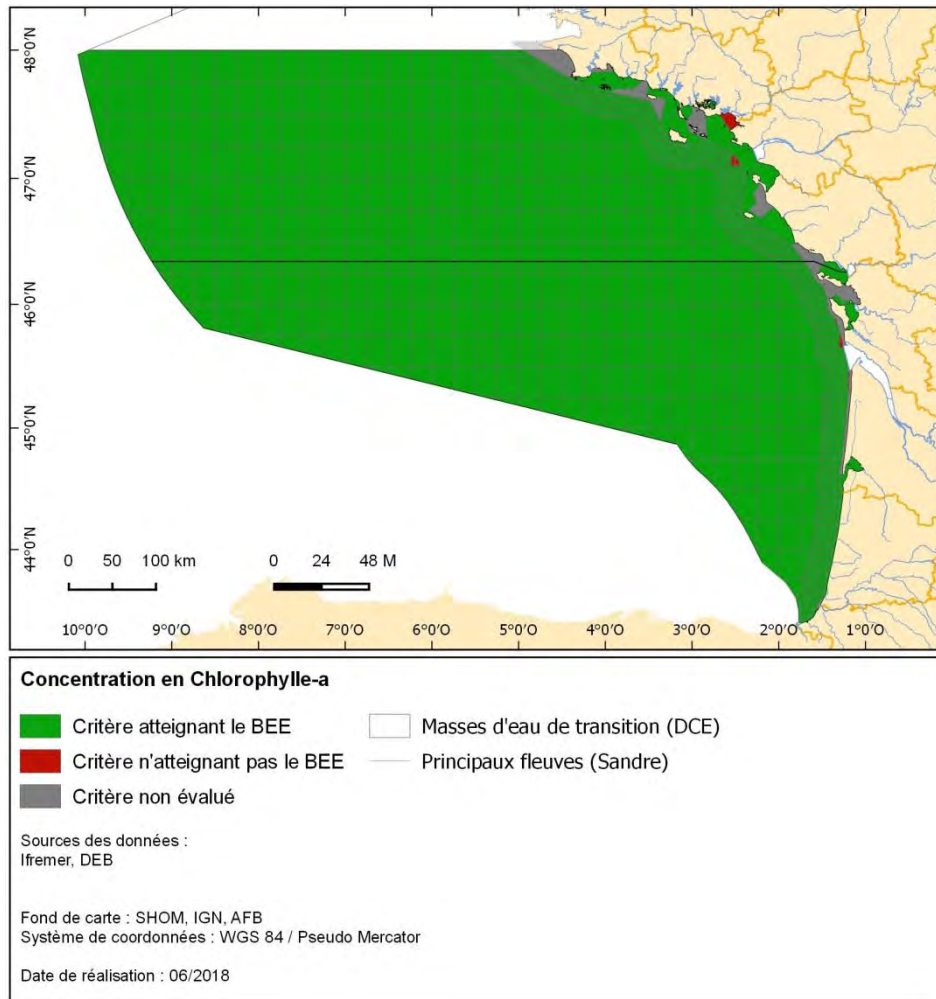 48°0'N
47°0'N
46°0'N
45°0'N
44°0'N
0 50 100 km
0 24 48 M
10°0'O 9°0'O 8°0'O 7°0'O 6°0'O 5°0'O 4°0'O 3°0'O 2°0'O 1°0'O
Concentration en Chlorophylle-a
Critère atteignant le BEE
Masses d'eau de transition (DCE)
Critère n'atteignant pas le BEE
Principaux fleuves (Sandre)
Critère non évalué
Sources des données :
Ifremer, DEB
Fond de carte : SHOM, IGN, AFB
Système de coordonnées : WGS 84 / Pseudo Mercator
Date de réalisation : 06/2018